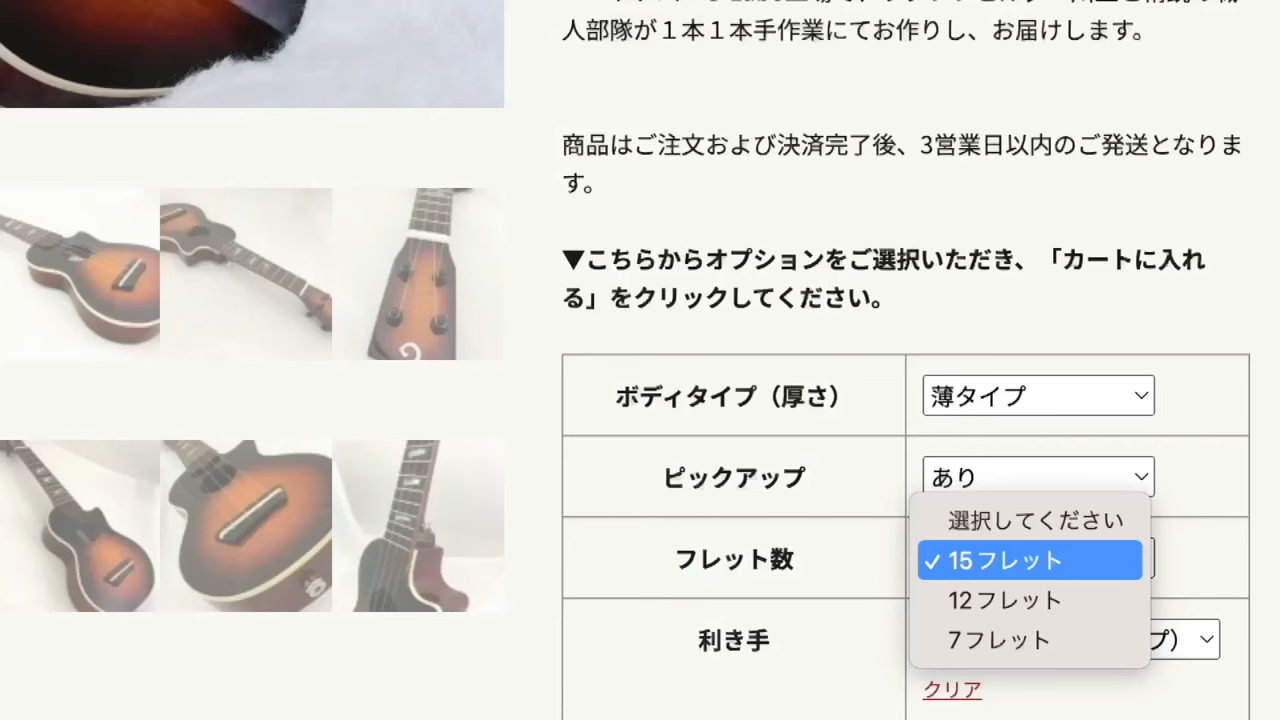 人部隊が１本１本手作業にてお作りし、お届けします。
商品はご注文および決済完了後、3営業日以内のご発送となりま
す。
▼こちらからオプションをご選択いただき、「カートに入れ
る」をクリックしてください。
ボディタイプ（厚さ）
薄タイプ
ピックアップ
あり
選択してください
フレット数
✓ 15フレット
12フレット
7フレット
利き手
プ）
クリア